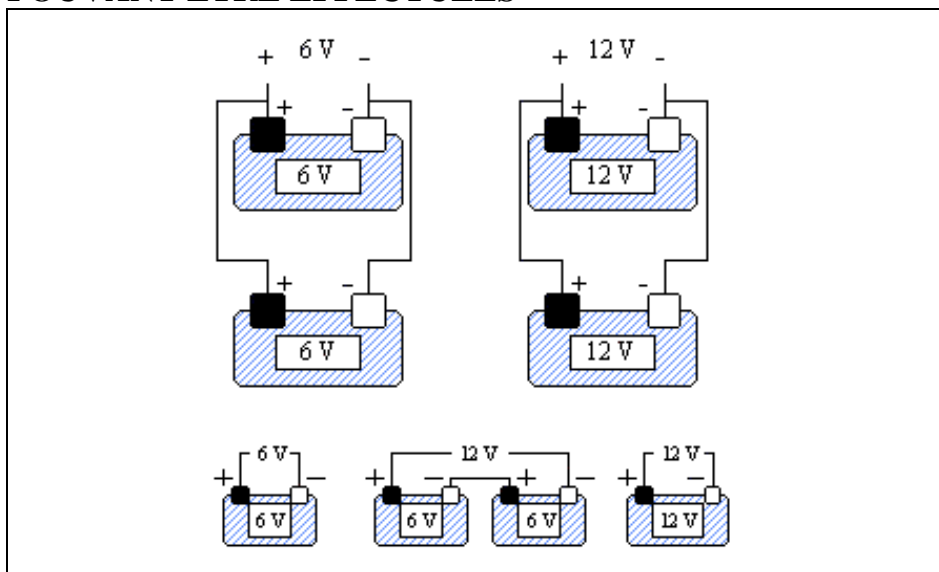 + 6 V - + 12 V -
+ - + -
6 V 12 V
+ - + -
6 V 12 V
6 V 12 V 12 V
+ - + - + - + -
6 V 6 V 6 V 12 V